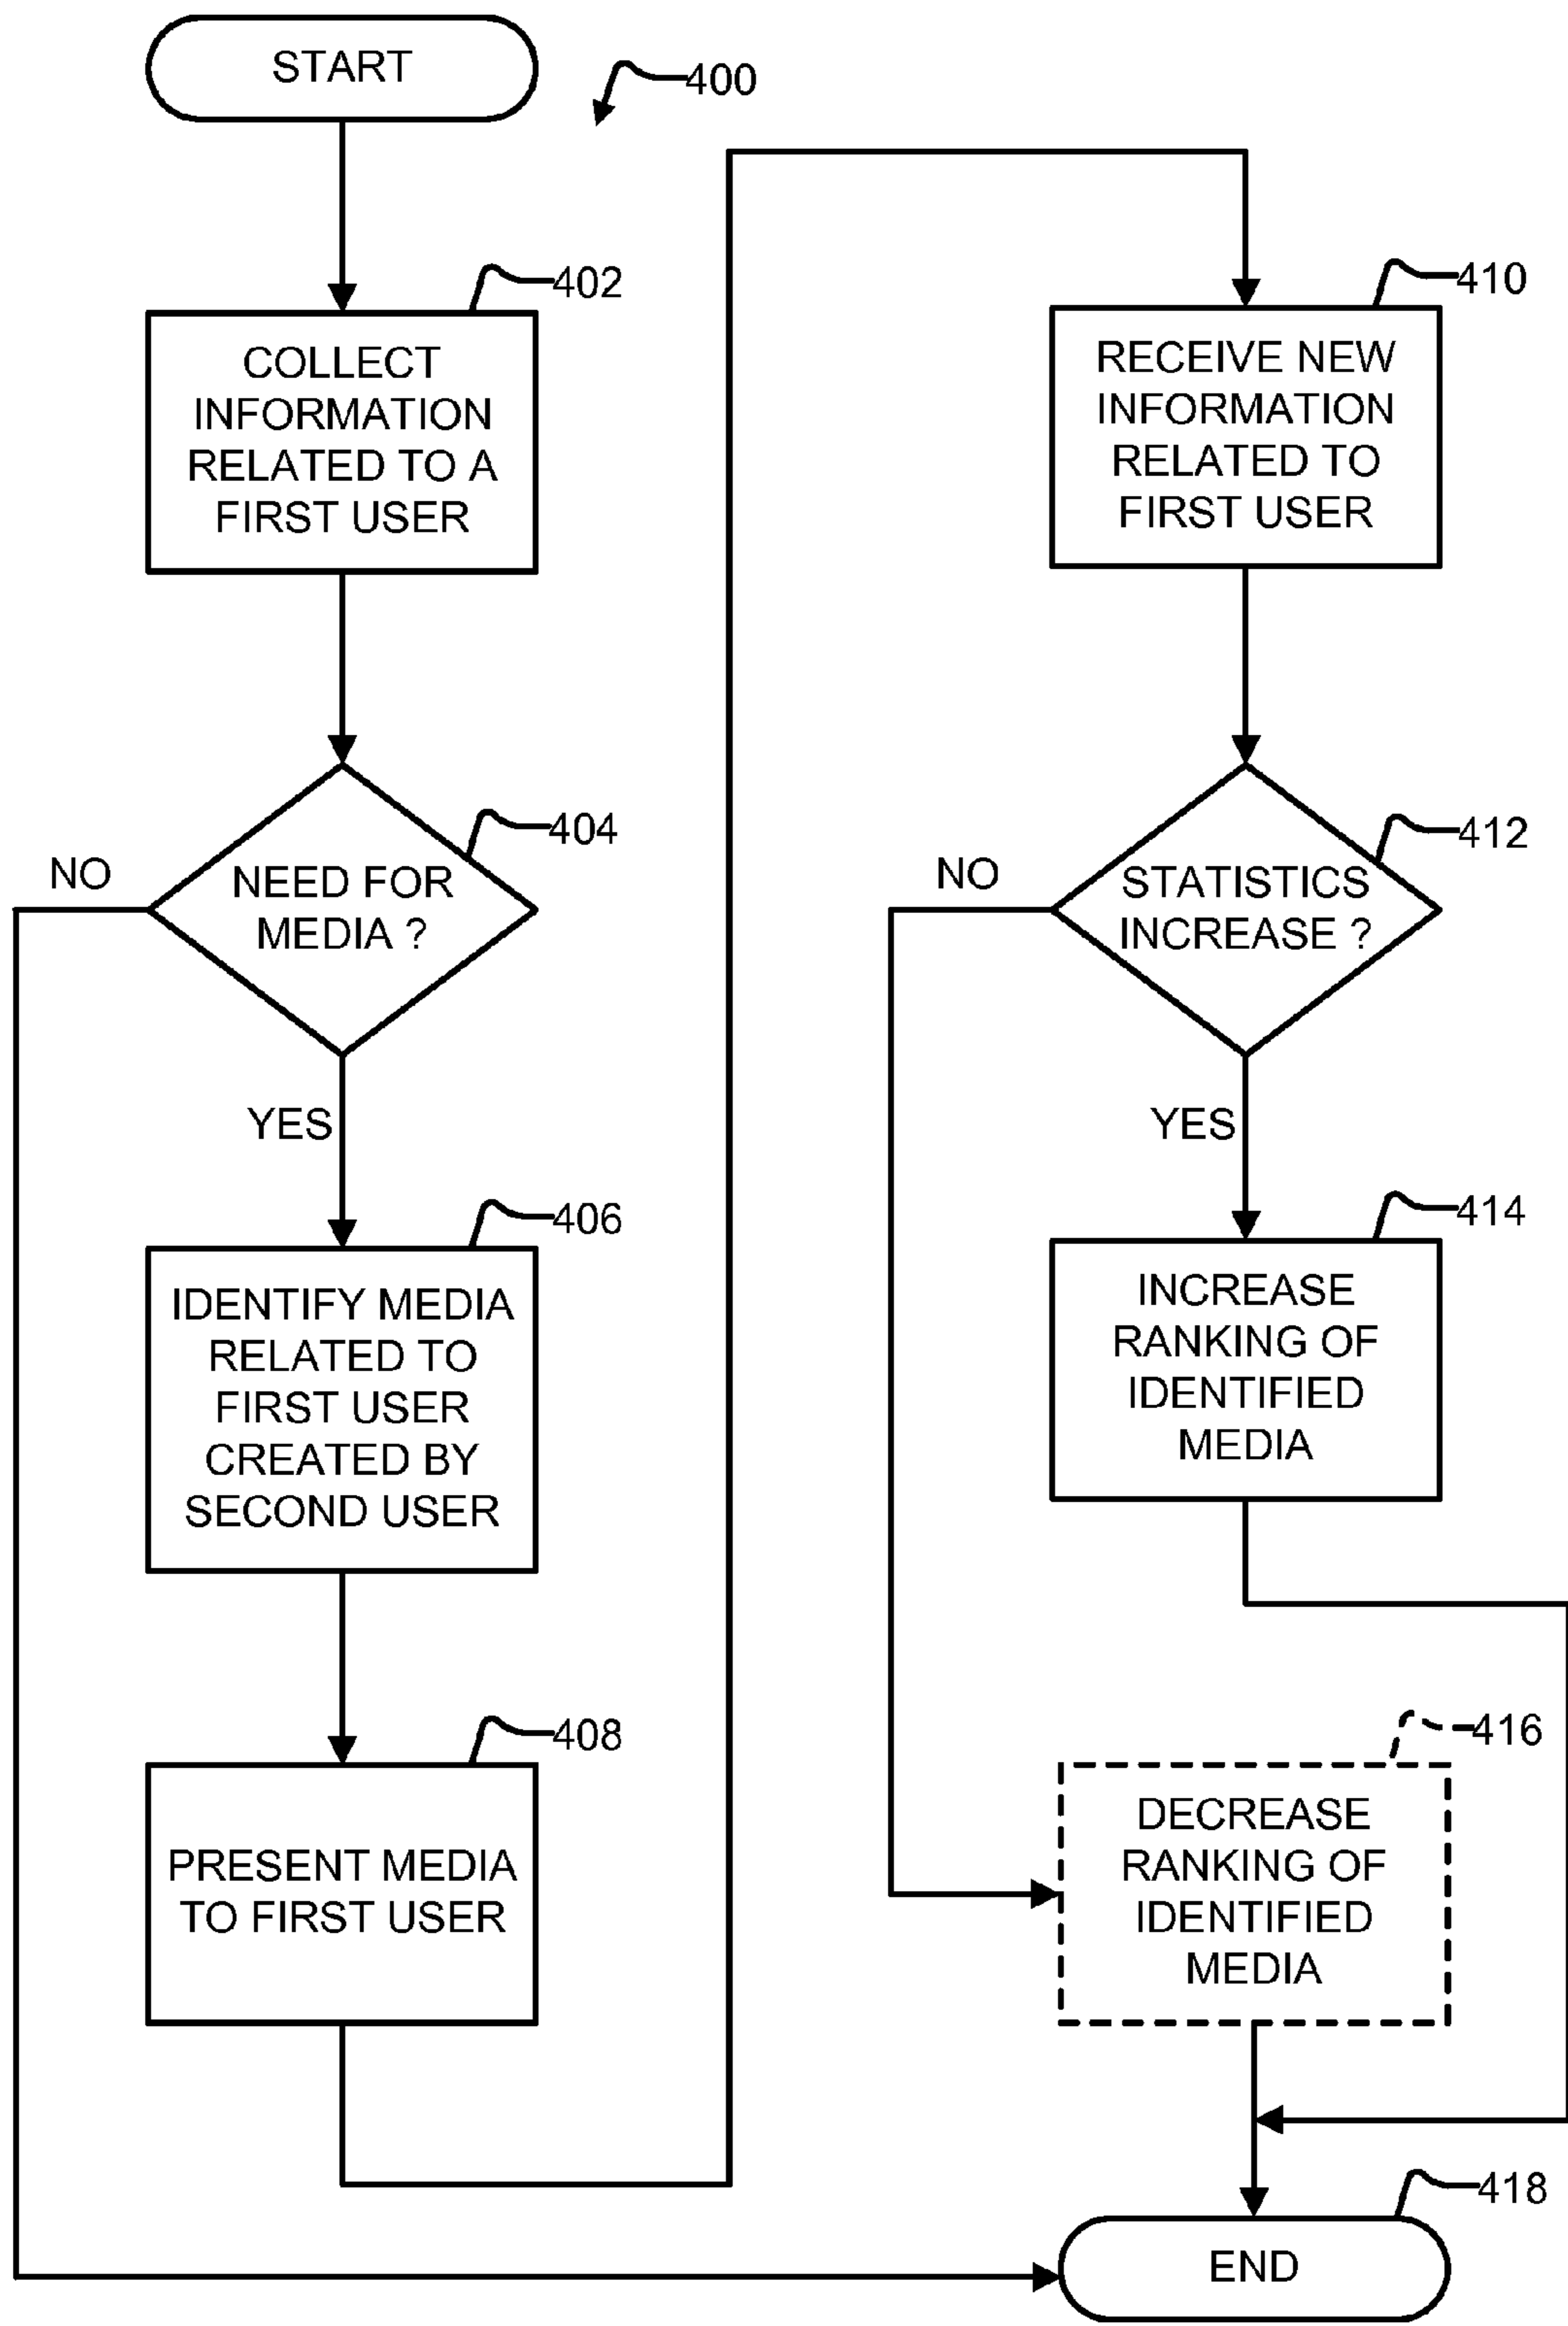 START
400
402
COLLECT
INFORMATION
RELATED TO A
FIRST USER
404
NO
NEED FOR
MEDIA ?
YES
406
IDENTIFY MEDIA
RELATED TO
FIRST USER
CREATED BY
SECOND USER
408
PRESENT MEDIA
TO FIRST USER
410
RECEIVE NEW
INFORMATION
RELATED TO
FIRST USER
412
NO
STATISTICS
INCREASE ?
YES
414
INCREASE
RANKING OF
IDENTIFIED
MEDIA
416
DECREASE
RANKING OF
IDENTIFIED
MEDIA
418
END